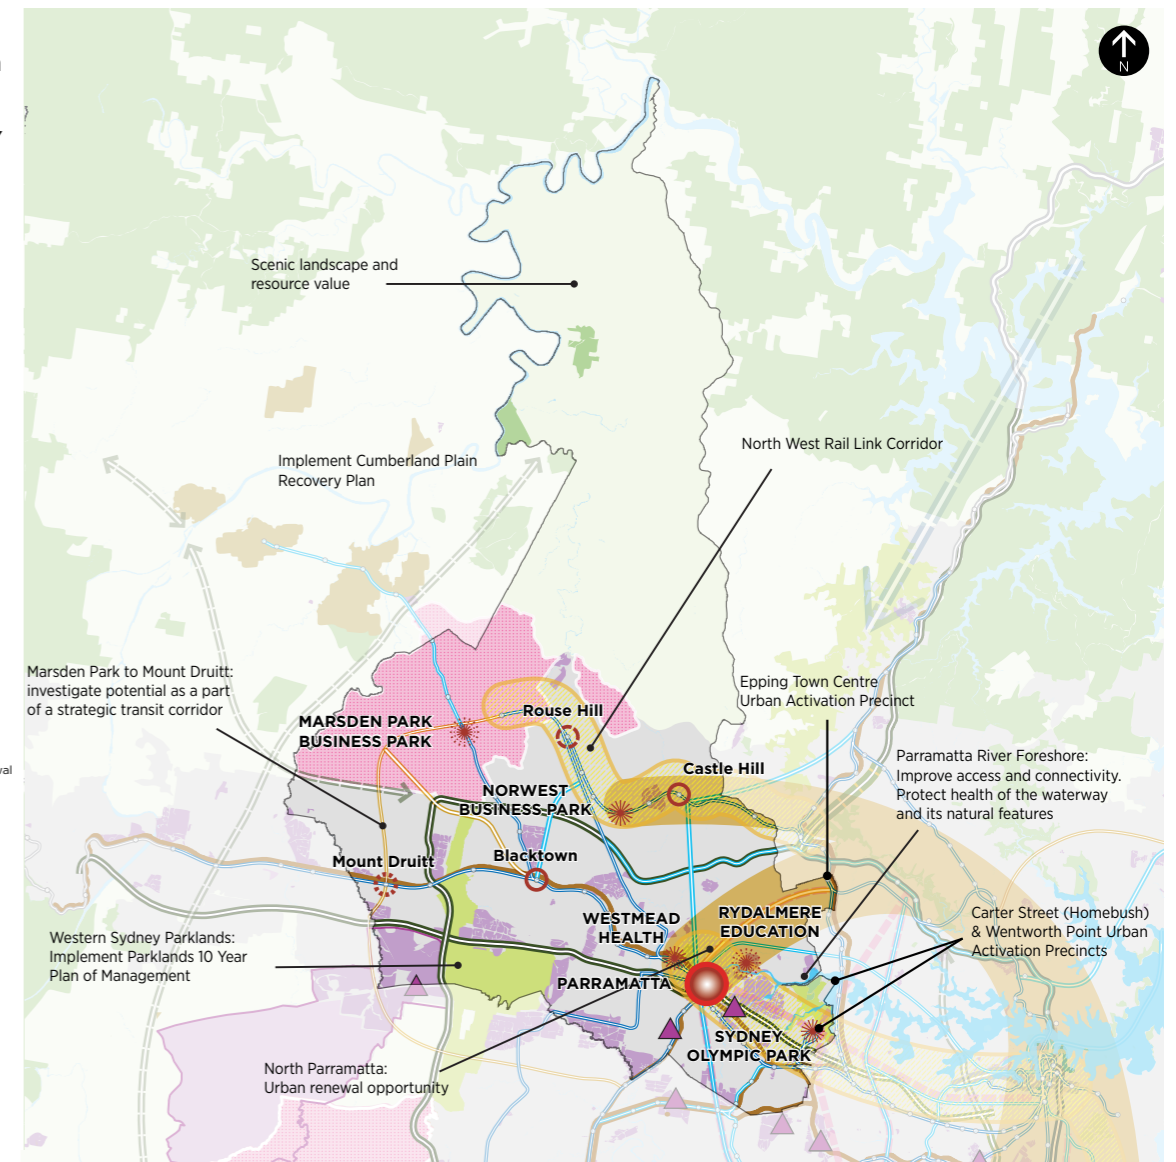 N
Scenic landscape and
resource value
North West Rail Link Corridor
Implement Cumberland Plain
Recovery Plan
Marsden Park to Mount Druitt:
investigate potential as a part
of a strategic transit corridor
Epping Town Centre
Urban Activation Precinct
Rouse Hill
MARSDEN PARK
BUSINESS PARK
Parramatta River Foreshore:
Improve access and connectivity.
Protect health of the waterway
and its natural features
Castle Hill
NORWEST
BUSINESS PARK
Mount Druitt
Blacktown
WESTMEAD
HEALTH
RYDALMERE
EDUCATION
Carter Street (Homebush)
& Wentworth Point Urban
Activation Precincts
Western Sydney Parklands:
Implement Parklands 10 Year
Plan of Management
PARRAMATTA
SYDNEY
OLYMPIC PARK
North Parramatta:
Urban renewal opportunity